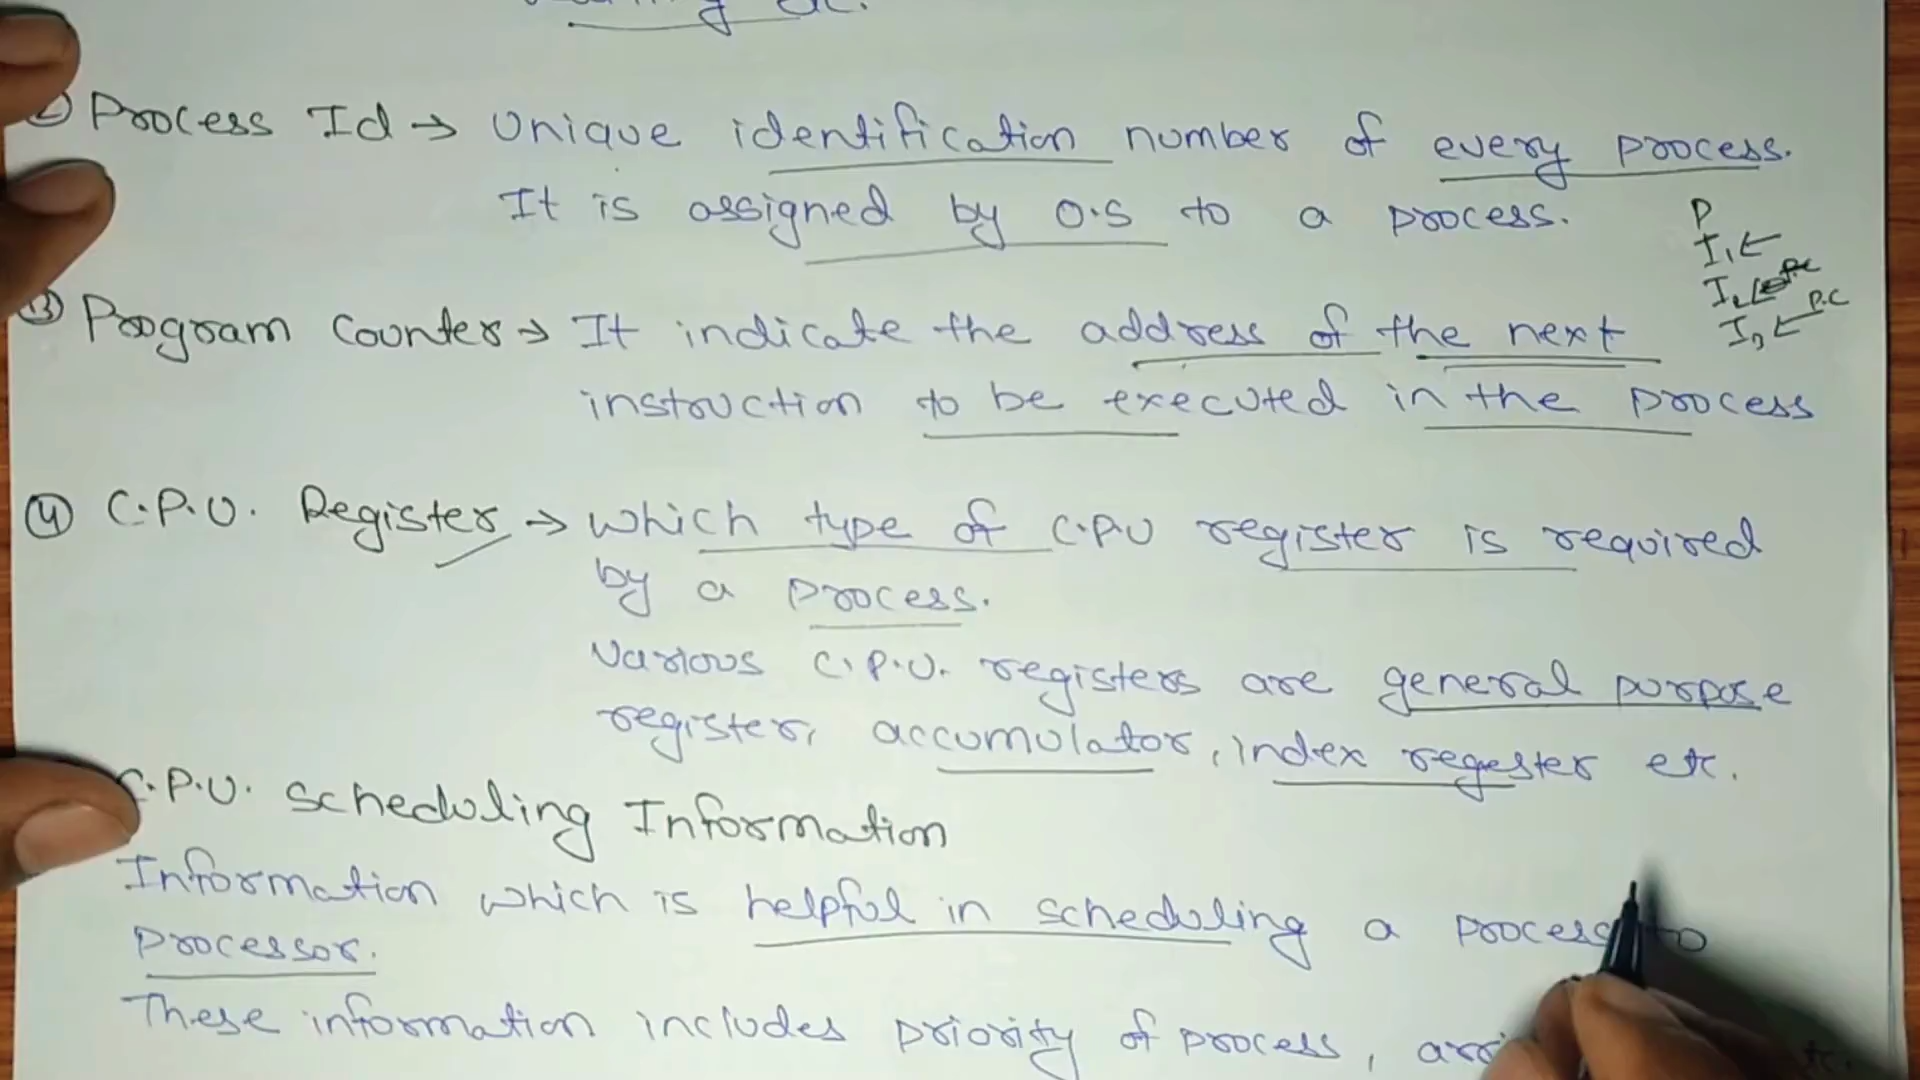 ② Process Id → Unique identification number of every process.
It is assigned by O.S to a process.
P
I₁ ←
I₂ ←
I₃ ← P.C
③ Program Counter → It indicate the address of the next
instruction to be executed in the process
④ C.P.U. Register → Which type of C.P.U register is required
by a process.
Various C.P.U. registers are general purpose
register, accumulator, index regester etc.
C.P.U. Scheduling Information
Information which is helpful in scheduling a process to
processor.
These information includes priority of process,